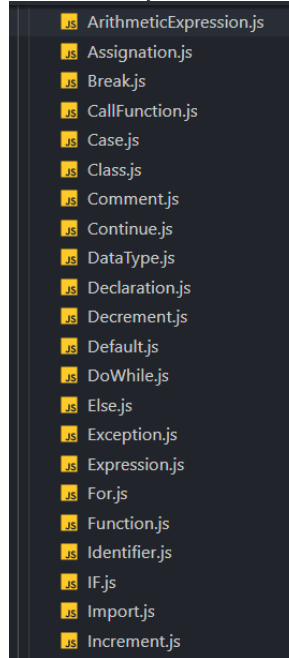 JS ArithmeticExpression.js
JS Assignation.js
JS Break.js
JS CallFunction.js
JS Case.js
JS Class.js
JS Comment.js
JS Continue.js
JS DataType.js
JS Declaration.js
JS Decrement.js
JS Default.js
JS DoWhile.js
JS Else.js
JS Exception.js
JS Expression.js
JS For.js
JS Function.js
JS Identifier.js
JS IF.js
JS Import.js
JS Increment.js